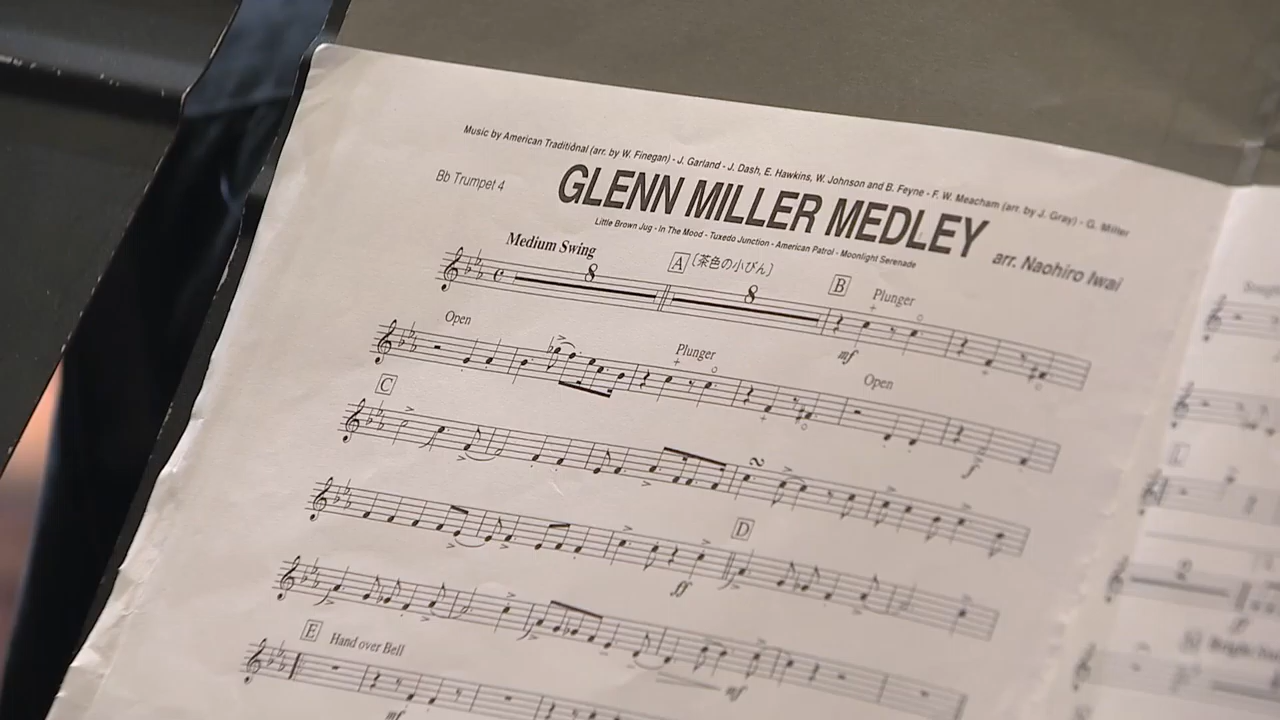 Music by American Traditional (arr. by W. Finegan) - J. Garland - J. Dash, E. Hawkins, W. Johnson and B. Feyne - F. W. Meacham (arr. by J. Gray) - G. Miller
Bb Trumpet 4
GLENN MILLER MEDLEY
Little Brown Jug - In The Mood - Tuxedo Junction - American Patrol - Moonlight Serenade
arr. Naohiro Iwai
Medium Swing
8 A [茶色の小びん] 8 B Plunger
mf
Open Plunger Open
f
C
D
ff
mf
E Hand over Bell
mf